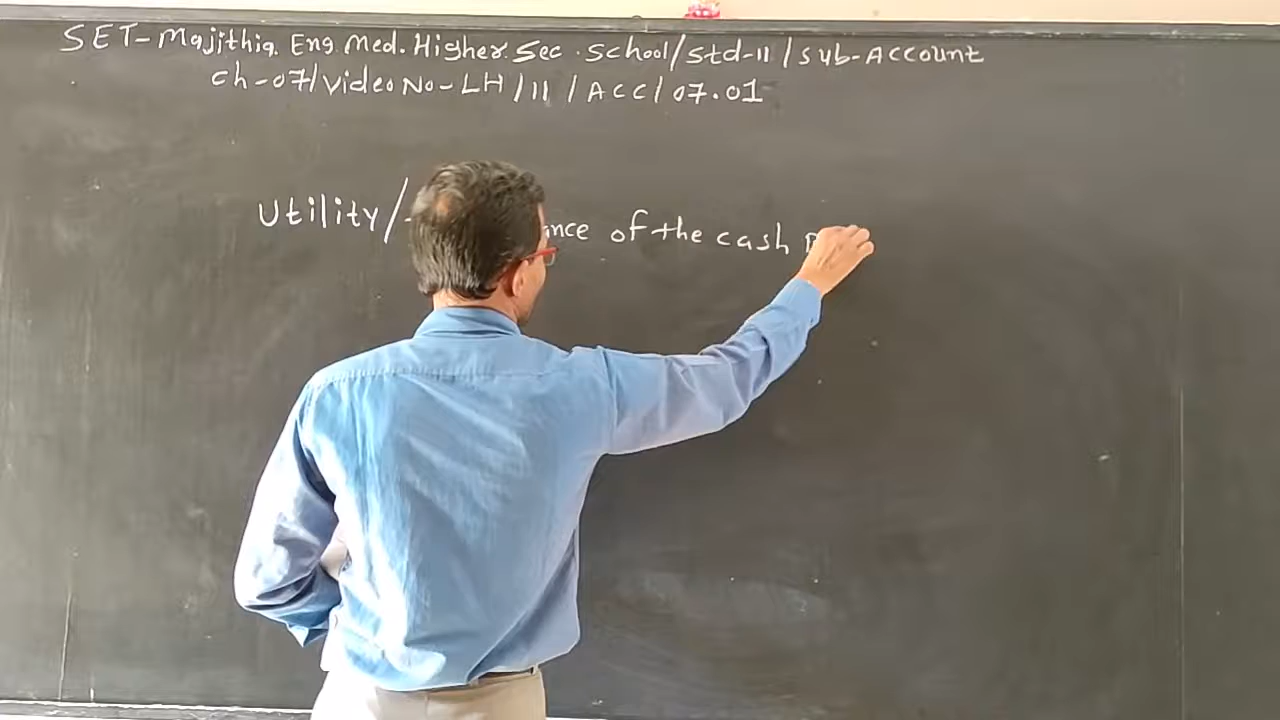 SET-Majithia Eng Med. Higher Sec. School/Std-11/Sub-Account
Ch-07/Video No-LH/11/ACC/07.01
Utility/ of the cash